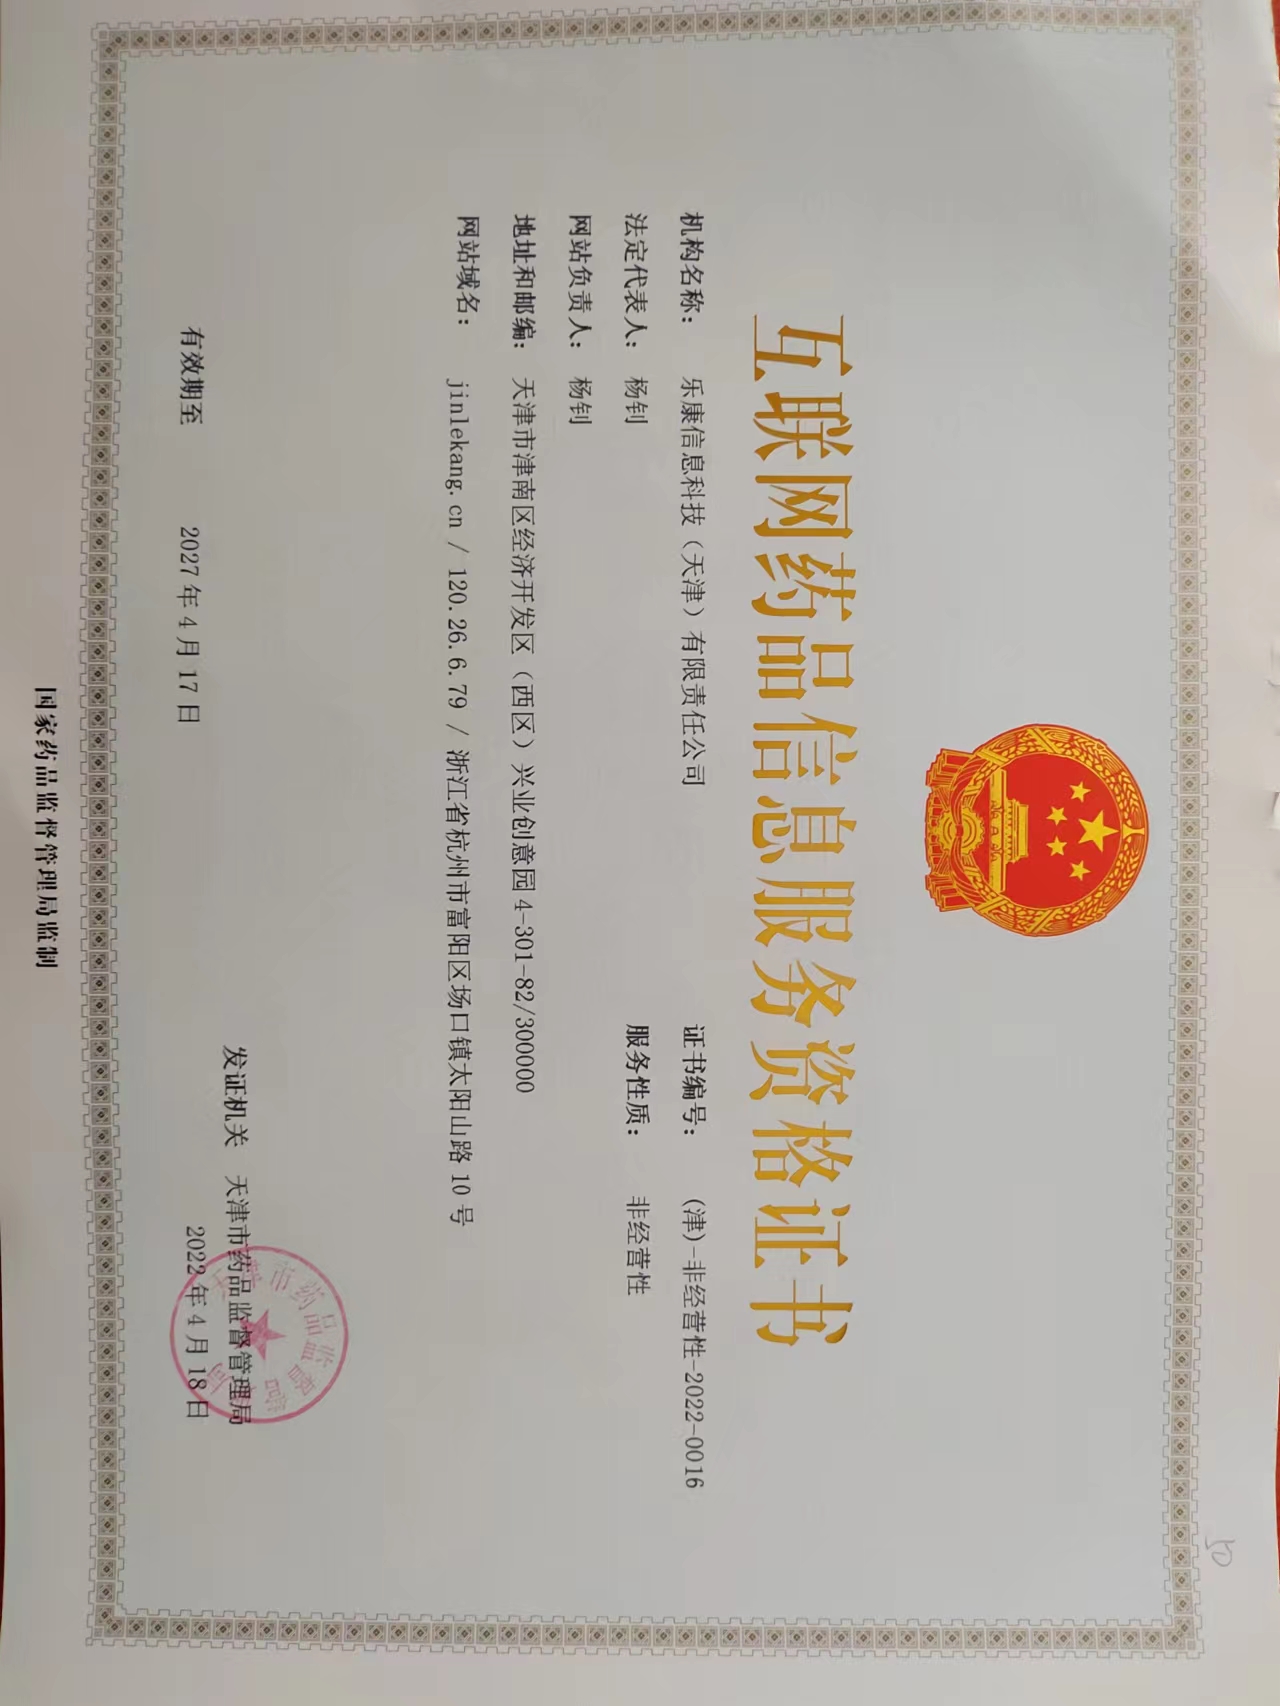 互联网药品信息服务资格证书
机构名称： 乐康信息科技（天津）有限责任公司 证书编号： (津)-非经营性-2022-0016
法定代表人： 杨钊 服务性质： 非经营性
网站负责人： 杨钊
地址和邮编： 天津市津南区经济开发区（西区）兴业创意园4-301-82/300000
网站域名： jinlekang.cn / 120.26.6.79 / 浙江省杭州市富阳区场口镇太阳山路10号
发证机关 天津市药品监督管理局
有效期至 2027年4月17日 2022年4月18日
国家药品监督管理局监制
50